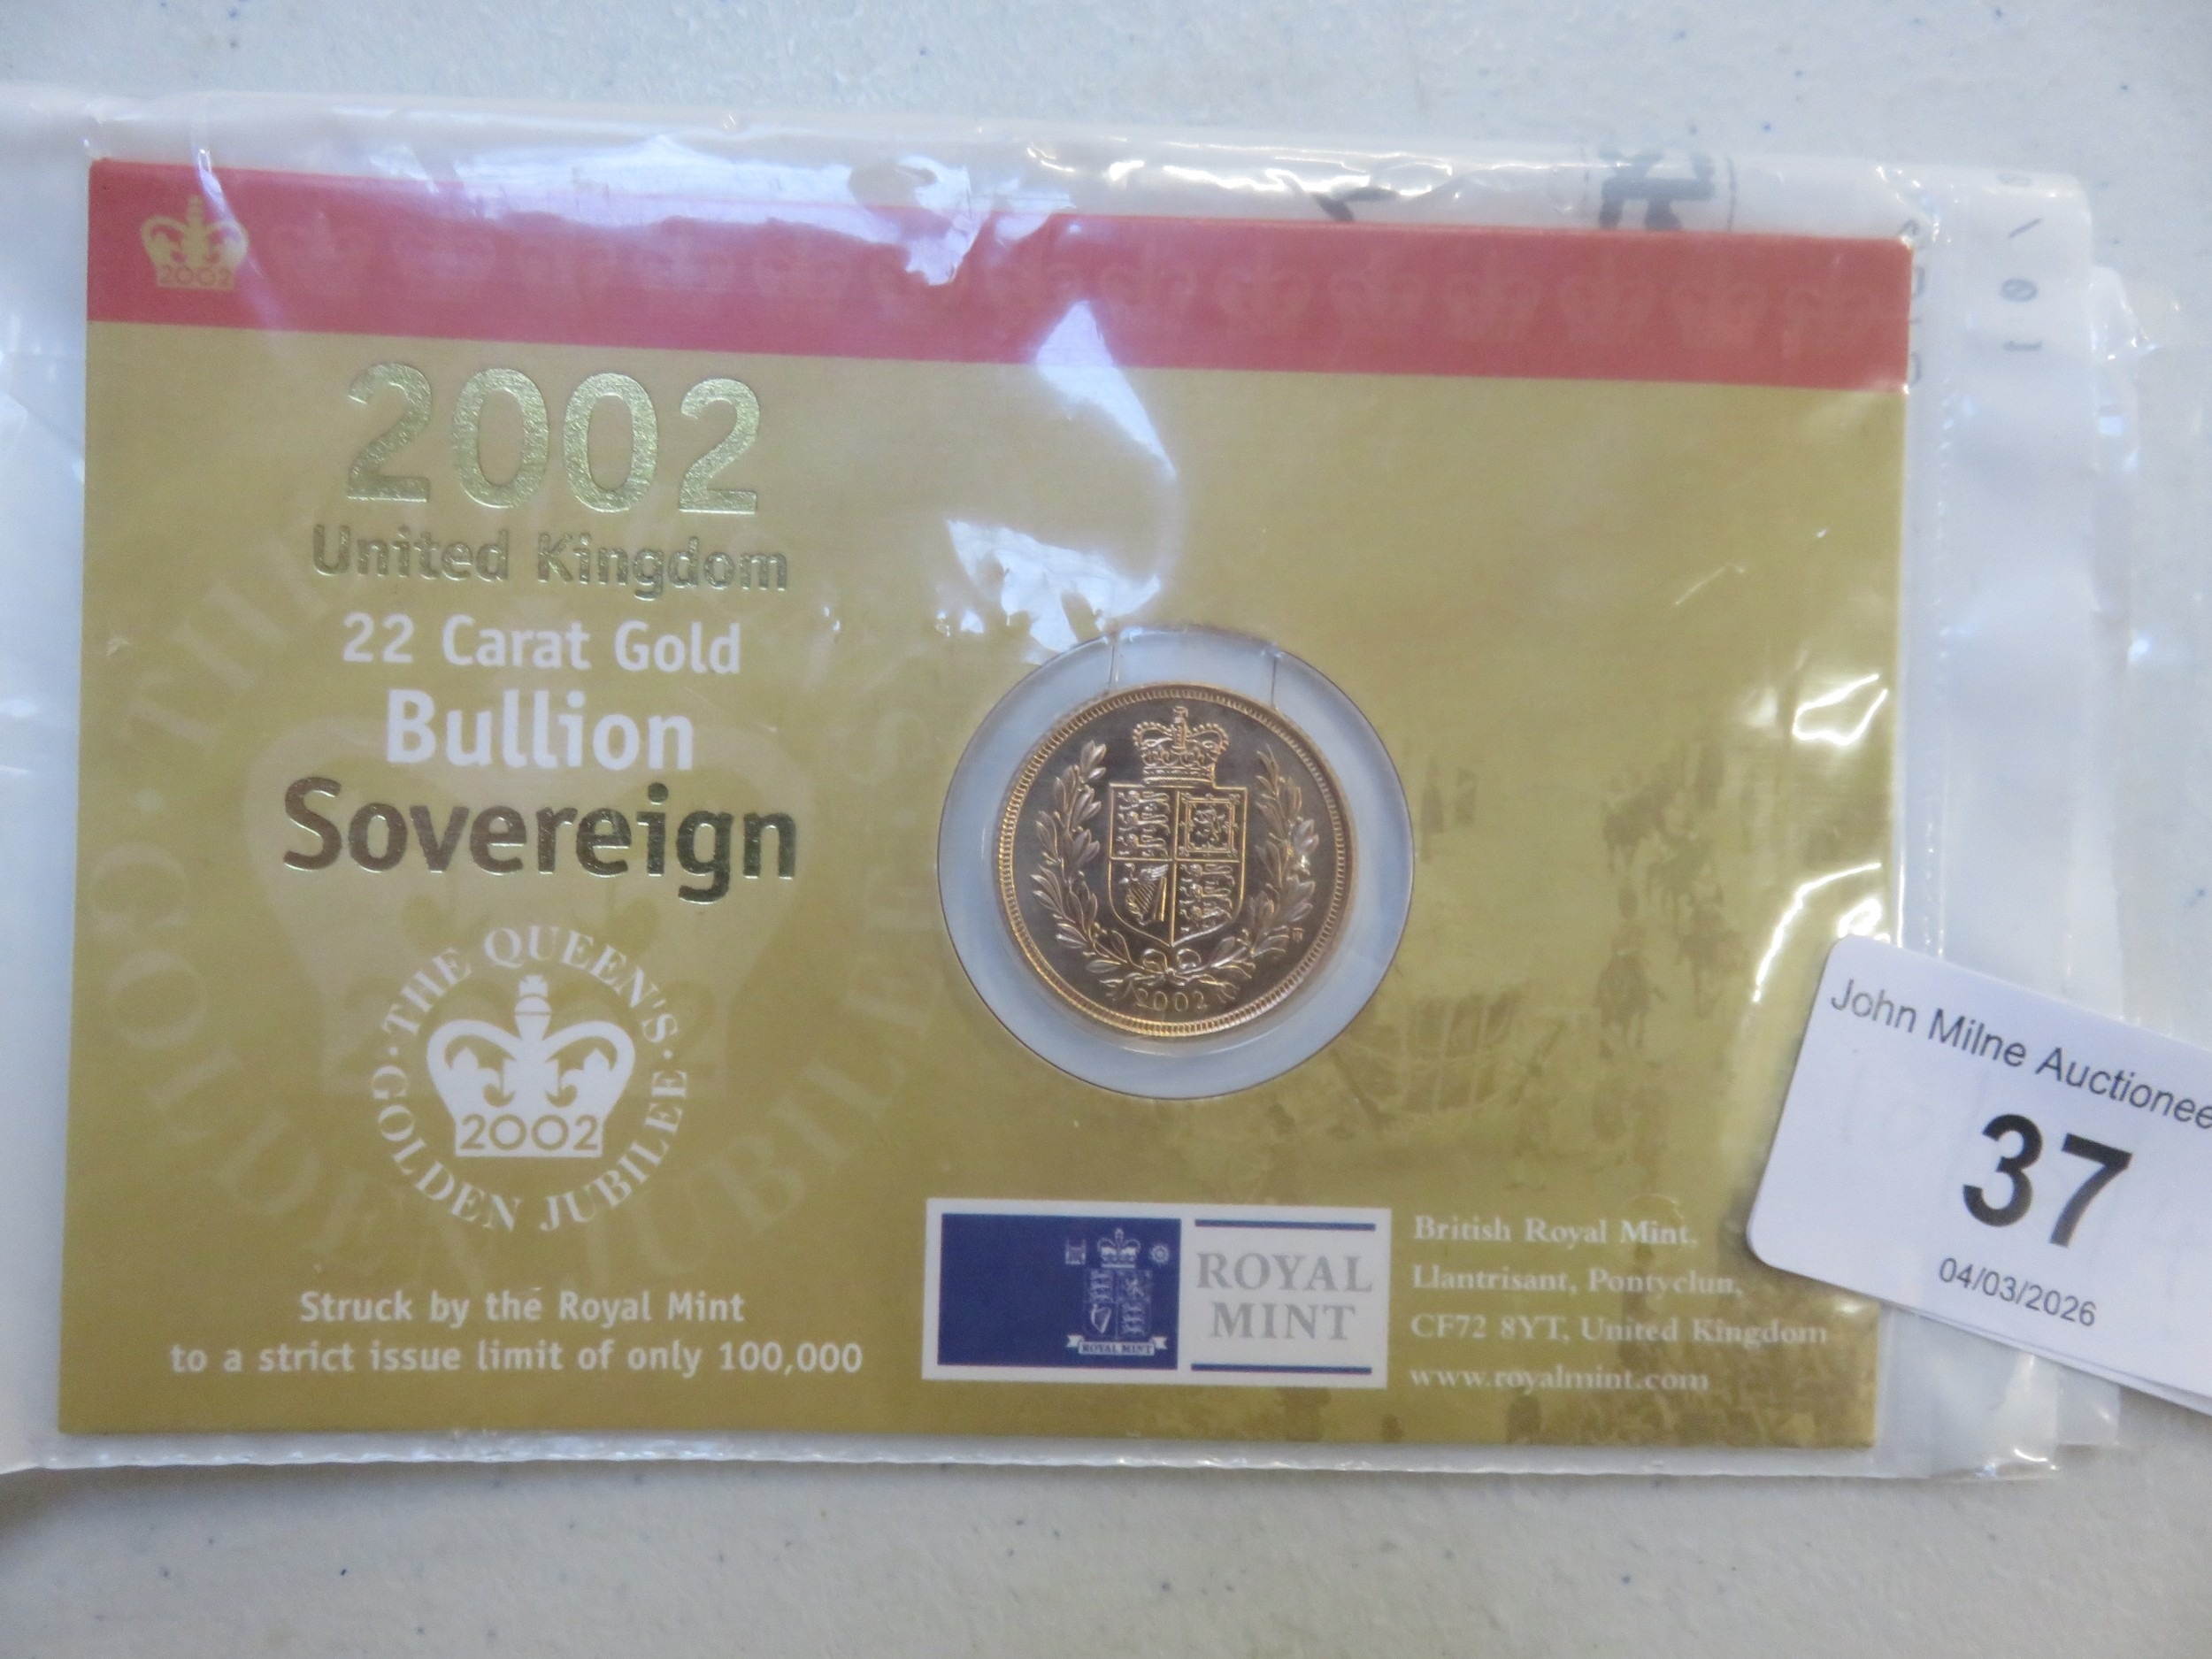 2002
2002
United Kingdom
22 Carat Gold
Bullion
Sovereign
THE QUEEN'S
GOLDEN JUBILEE
2002
Struck by the Royal Mint
to a strict issue limit of only 100,000
2002
ROYAL MINT
ROYAL
MINT
British Royal Mint,
Llantrisant, Pontyclun,
CF72 8YT, United Kingdom
www.royalmint.com
John Milne
37
04/03/2026